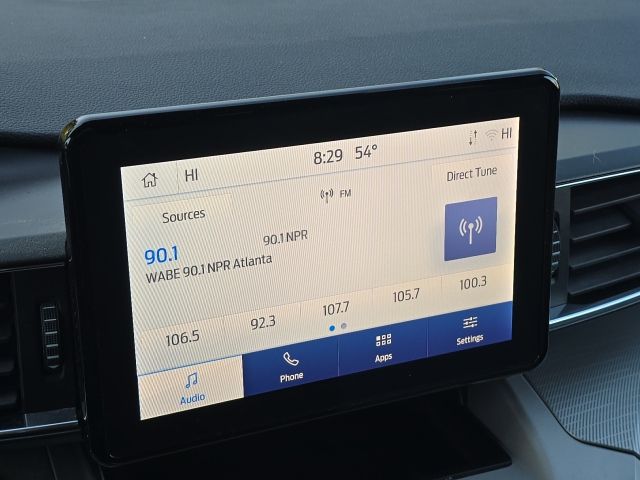 HI 8:29 54° HI
FM
Sources Direct Tune
90.1 90.1 NPR
WABE 90.1 NPR Atlanta
106.5 92.3 107.7 105.7 100.3
Audio Phone Apps Settings